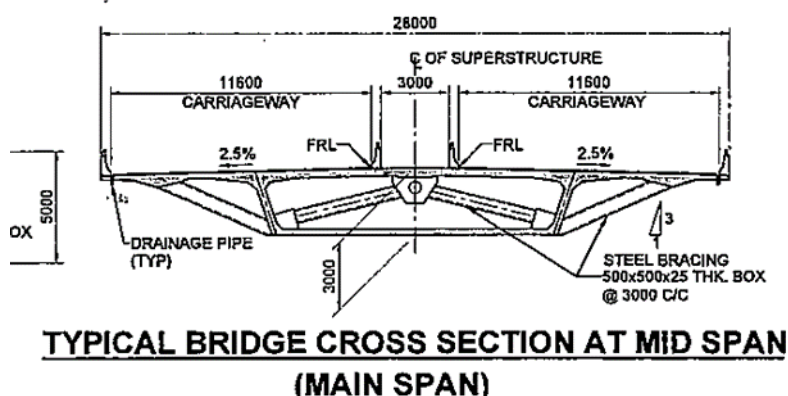 28000
℄ OF SUPERSTRUCTURE
11600
3000
11600
CARRIAGEWAY
CARRIAGEWAY
FRL
FRL
2.5%
2.5%
5000
OX
DRAINAGE PIPE
(TYP)
3000
3
STEEL BRACING
500x500x25 THK. BOX
@ 3000 C/C
TYPICAL BRIDGE CROSS SECTION AT MID SPAN
(MAIN SPAN)